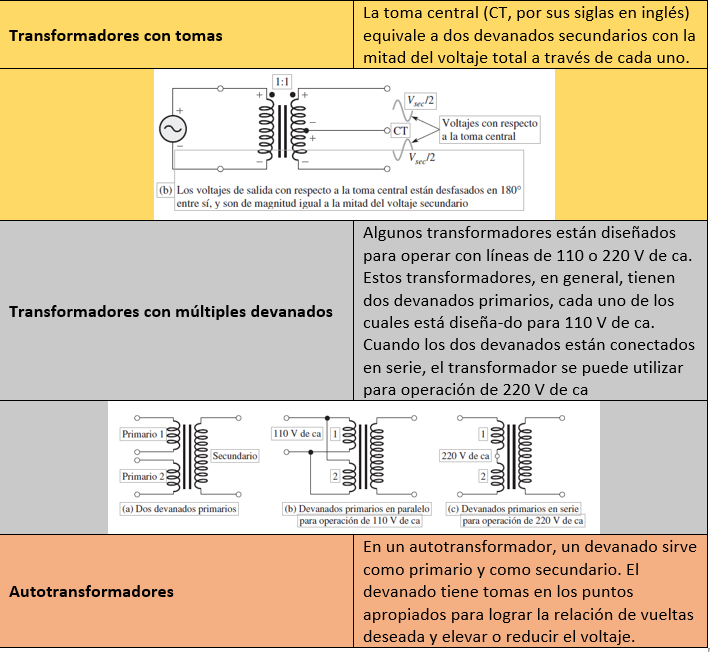 Transformadores con tomas
La toma central (CT, por sus siglas en inglés)
equivale a dos devanados secundarios con la
mitad del voltaje total a través de cada uno.
1:1
+
+
+
Vsec/2
−
CT
+
Voltajes con respecto
a la toma central
−
−
−
Vsec/2
(b) Los voltajes de salida con respecto a la toma central están desfasados en 180°
entre sí, y son de magnitud igual a la mitad del voltaje secundario
Transformadores con múltiples devanados
Algunos transformadores están diseñados
para operar con líneas de 110 o 220 V de ca.
Estos transformadores, en general, tienen
dos devanados primarios, cada uno de los
cuales está diseña-do para 110 V de ca.
Cuando los dos devanados están conectados
en serie, el transformador se puede utilizar
para operación de 220 V de ca
Primario 1
Primario 2
Secundario
(a) Dos devanados primarios
110 V de ca
1
2
(b) Devanados primarios en paralelo
para operación de 110 V de ca
1
220 V de ca
2
(c) Devanados primarios en serie
para operación de 220 V de ca
Autotransformadores
En un autotransformador, un devanado sirve
como primario y como secundario. El
devanado tiene tomas en los puntos
apropiados para lograr la relación de vueltas
deseada y elevar o reducir el voltaje.